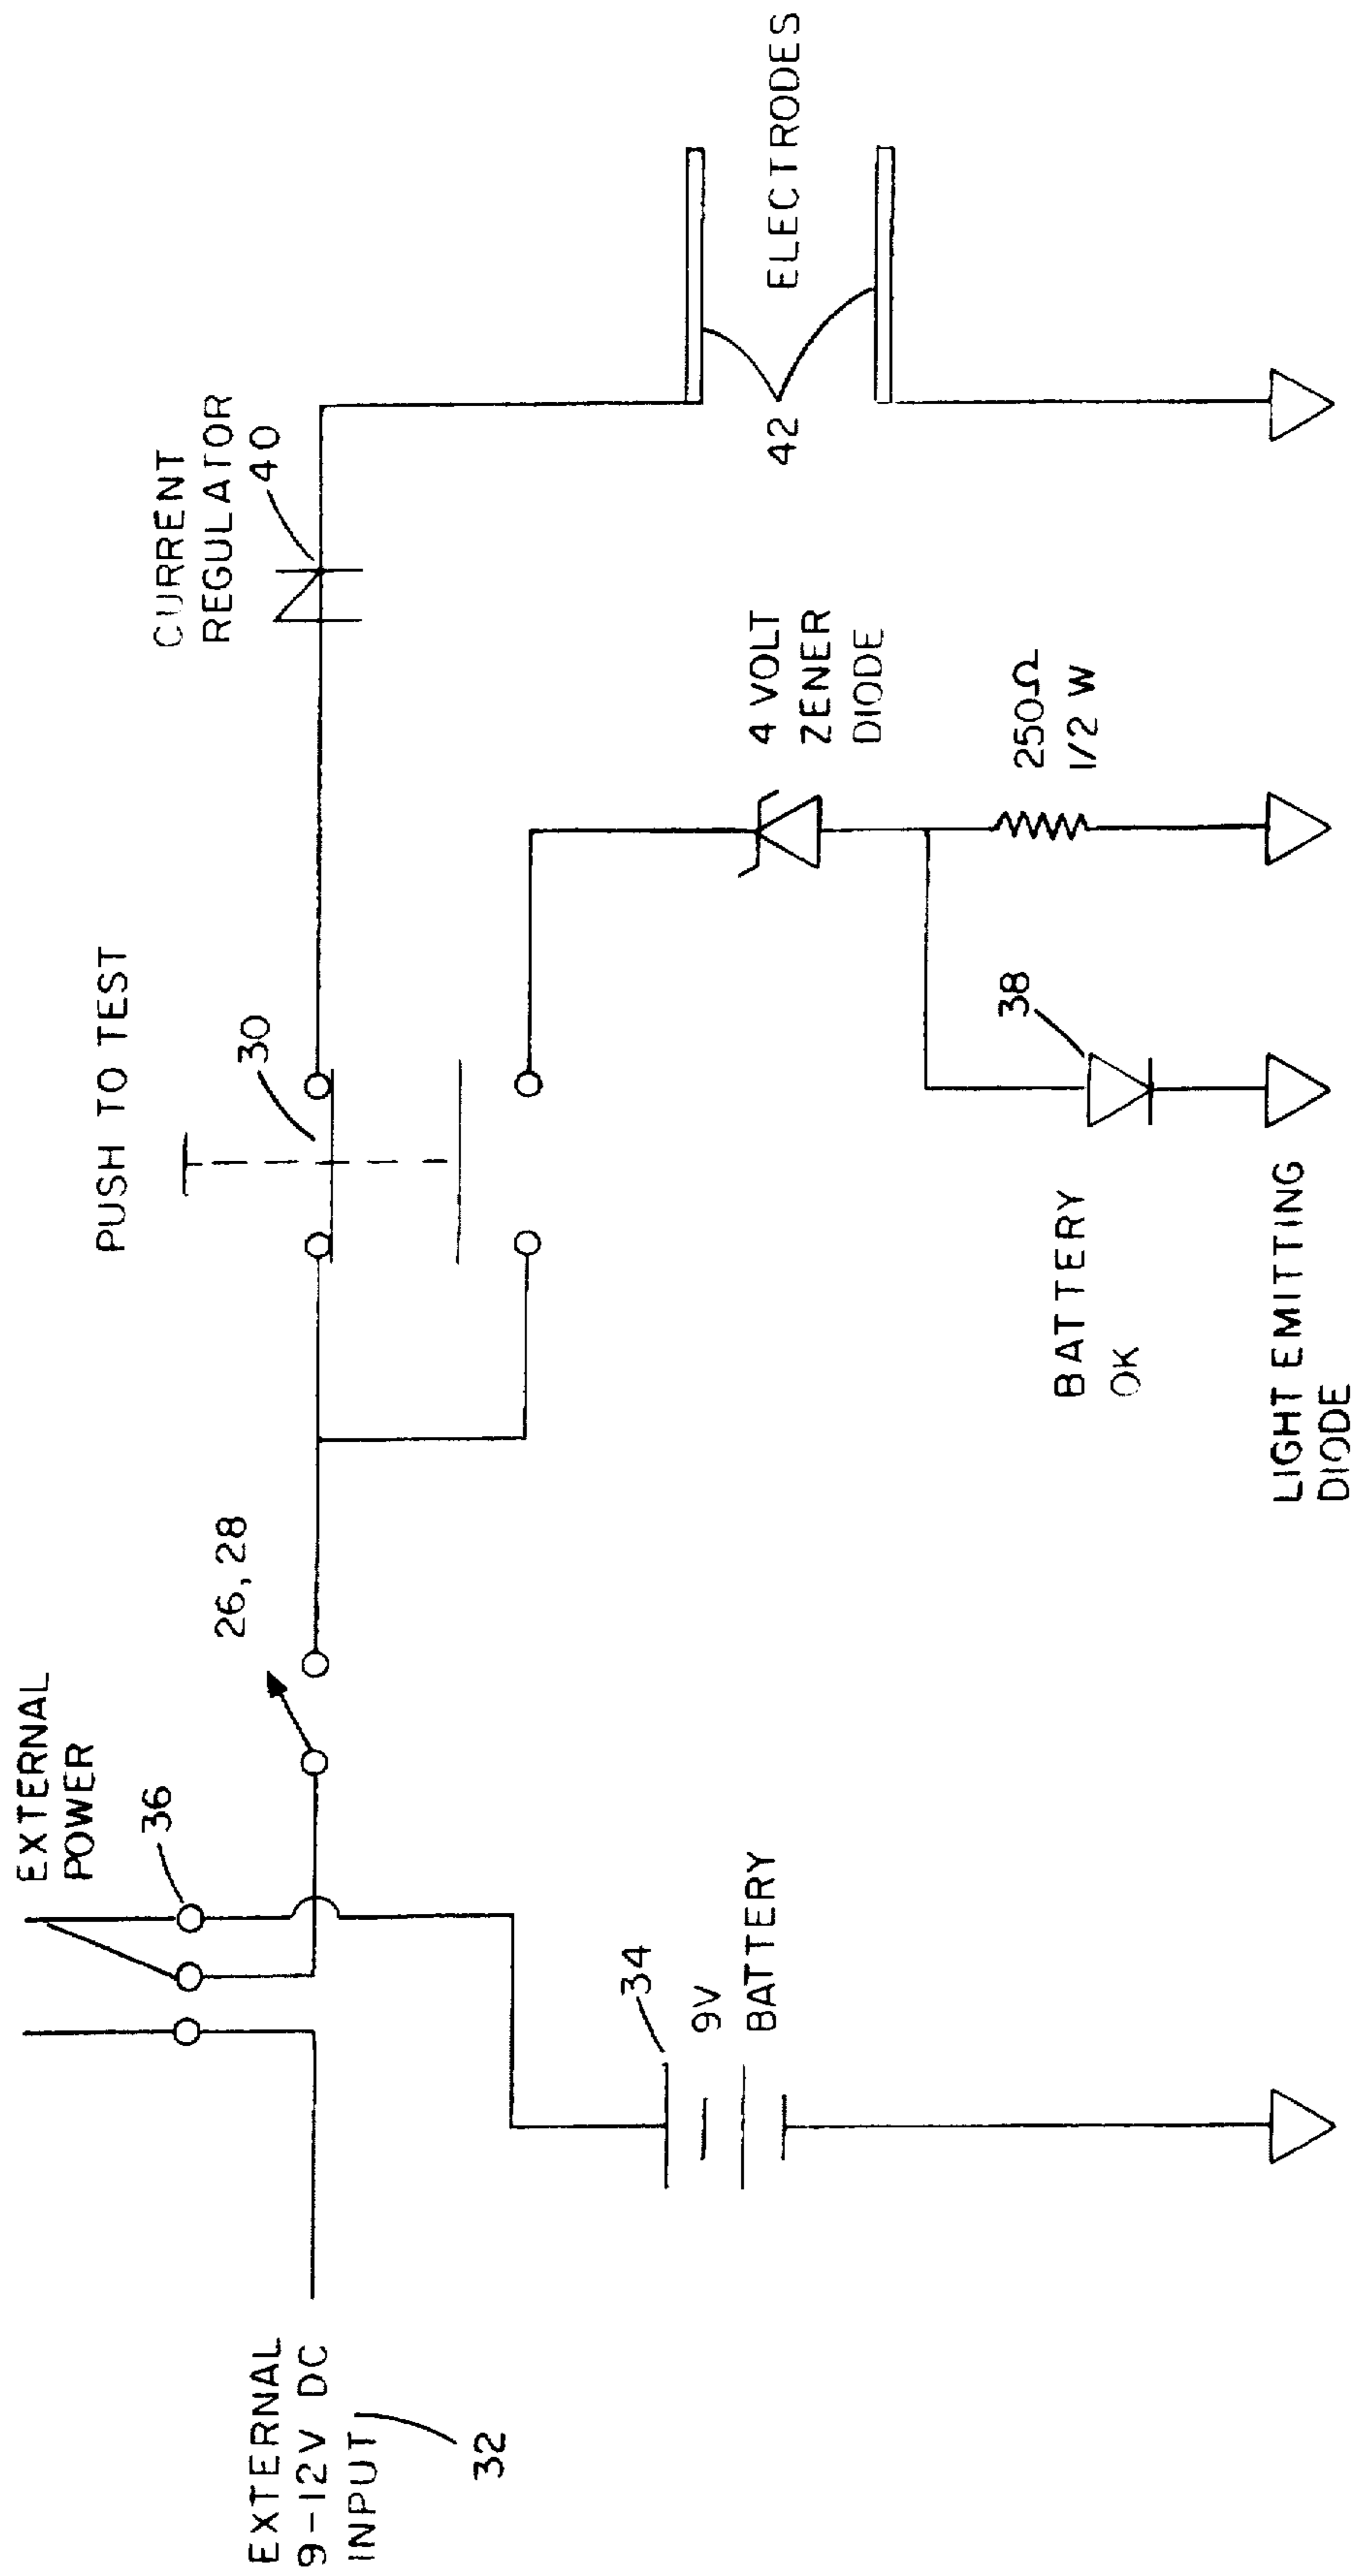 EXTERNAL
9-12V DC
INPUT
32
EXTERNAL
POWER
36
34
9V
BATTERY
26, 28
PUSH TO TEST
30
BATTERY
OK
LIGHT EMITTING
DIODE
38
4 VOLT
ZENER
DIODE
250Ω
1/2 W
CURRENT
REGULATOR
40
42
ELECTRODES